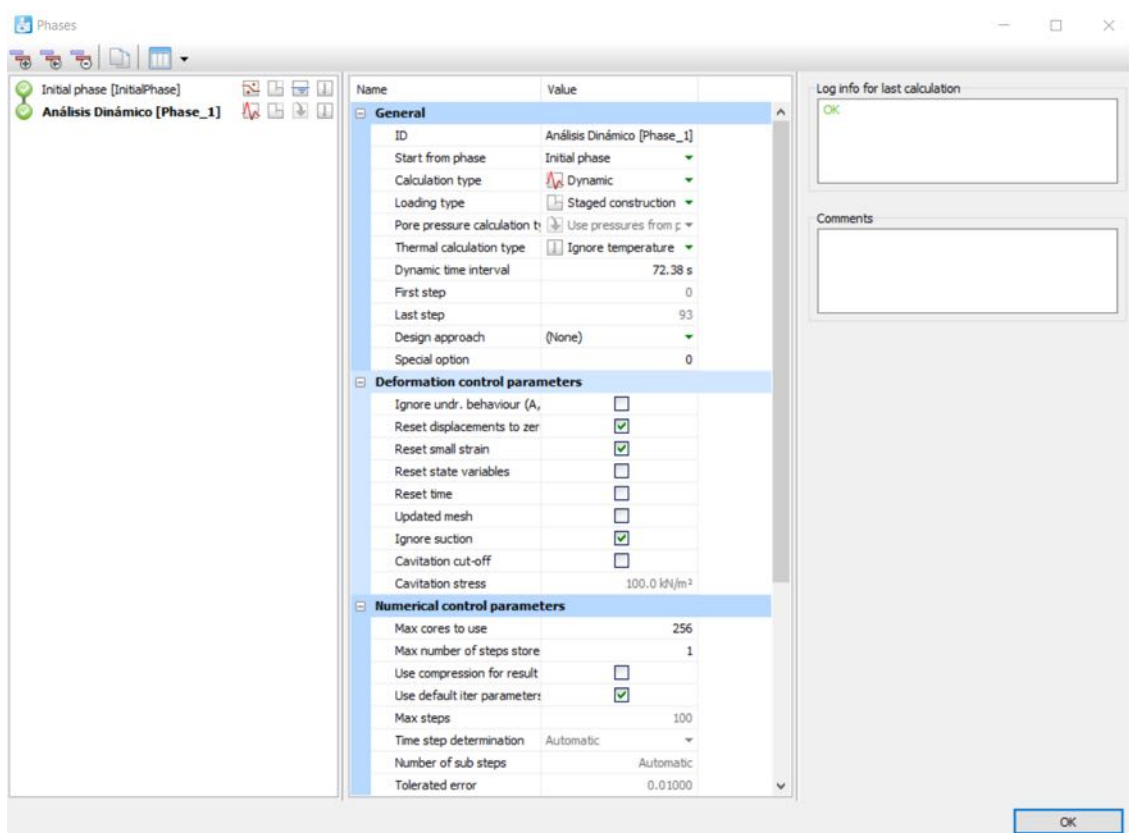 Phases
Initial phase [InitialPhase]
Análisis Dinámico [Phase_1]
Name Value
General
ID Análisis Dinámico [Phase_1]
Start from phase Initial phase
Calculation type Dynamic
Loading type Staged construction
Pore pressure calculation ty Use pressures from p
Thermal calculation type Ignore temperature
Dynamic time interval 72.38 s
First step 0
Last step 93
Design approach (None)
Special option 0
Deformation control parameters
Ignore undr. behaviour (A,
Reset displacements to zer
Reset small strain
Reset state variables
Reset time
Updated mesh
Ignore suction
Cavitation cut-off
Cavitation stress 100.0 kN/m²
Numerical control parameters
Max cores to use 256
Max number of steps store 1
Use compression for result
Use default iter parameters
Max steps 100
Time step determination Automatic
Number of sub steps Automatic
Tolerated error 0.01000
Log info for last calculation
OK
Comments
OK